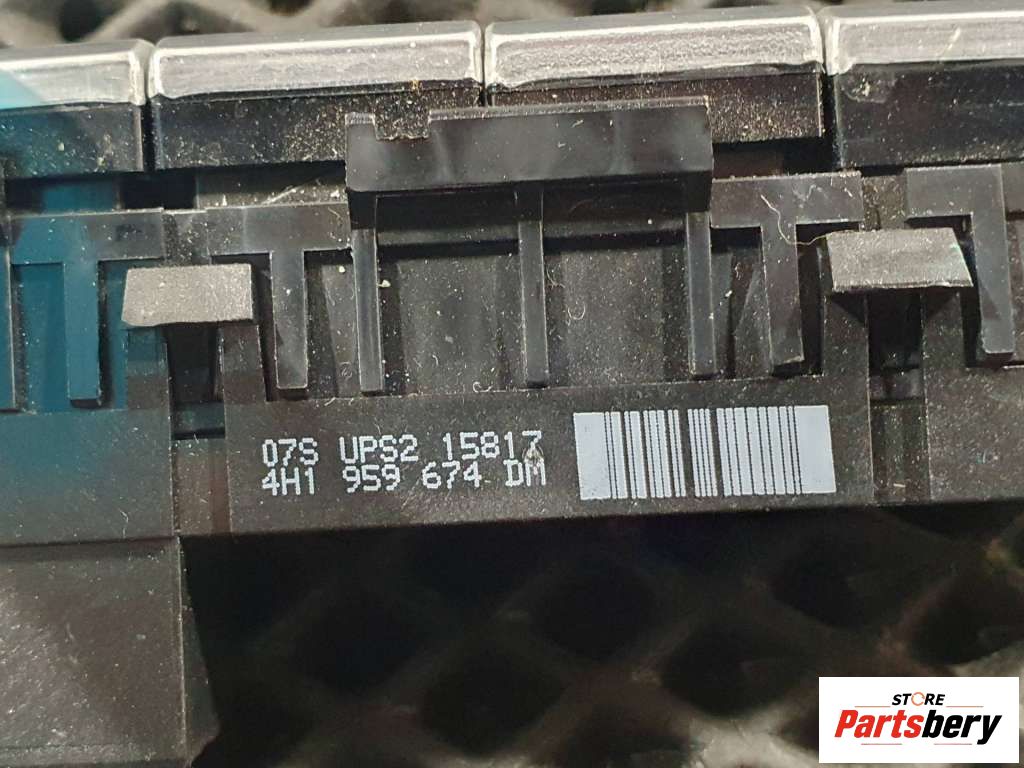 07S UPS2 15817
4H1 959 674 DM
STORE
Partsbery